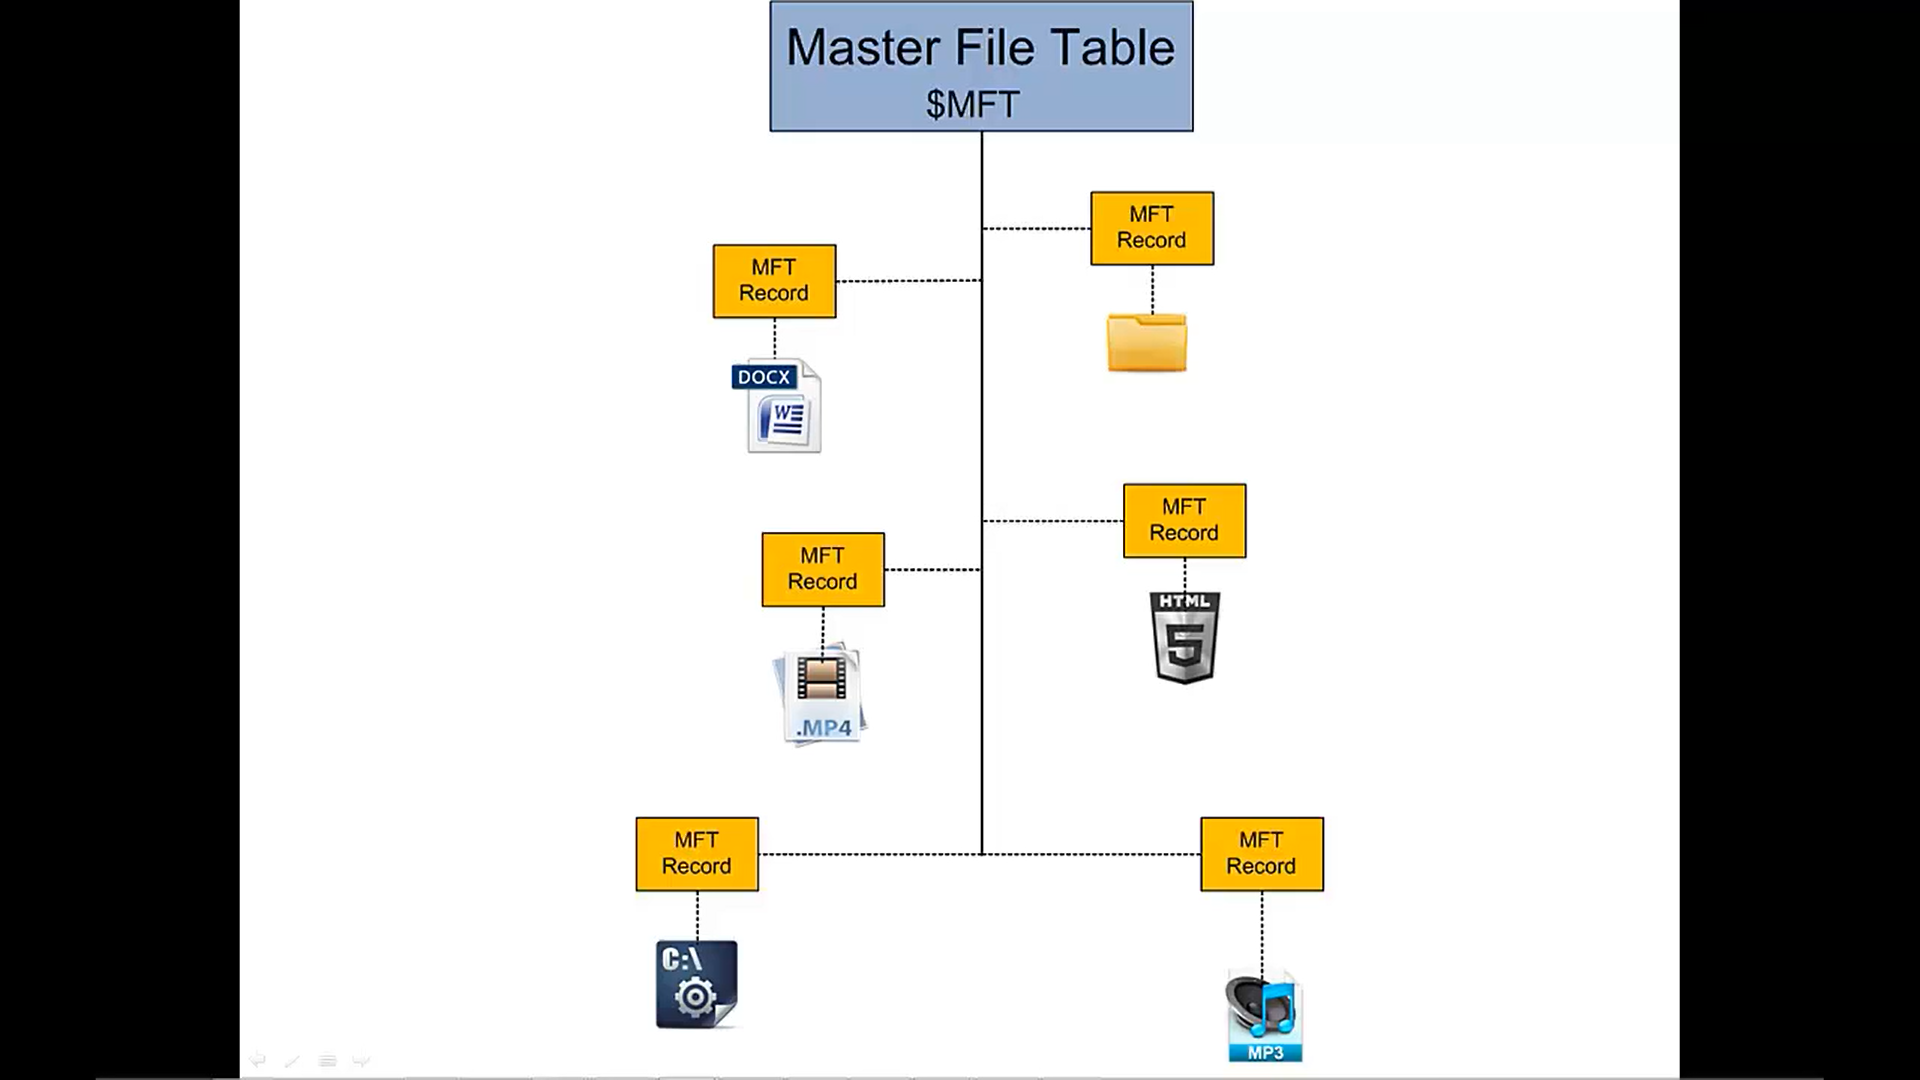 Master File Table
$MFT
MFT
Record
MFT
Record
DOCX
W
MFT
Record
HTML
5
MFT
Record
.MP4
MFT
Record
C:\
MFT
Record
MP3